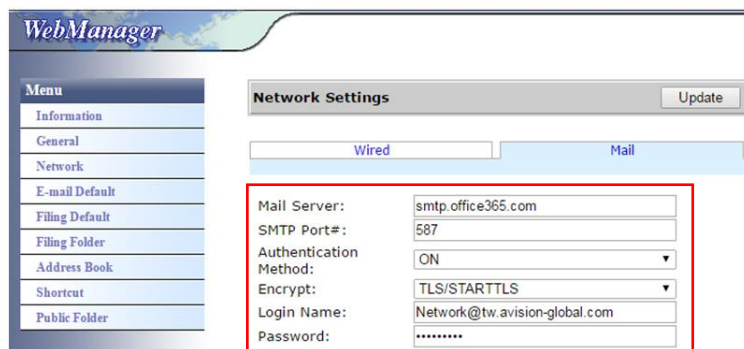 WebManager
Menu
Information
General
Network
E-mail Default
Filing Default
Filing Folder
Address Book
Shortcut
Public Folder
Network Settings
Update
Wired
Mail
Mail Server: smtp.office365.com
SMTP Port#: 587
Authentication
Method: ON
Encrypt: TLS/STARTTLS
Login Name: Network@tw.avision-global.com
Password: •••••••••